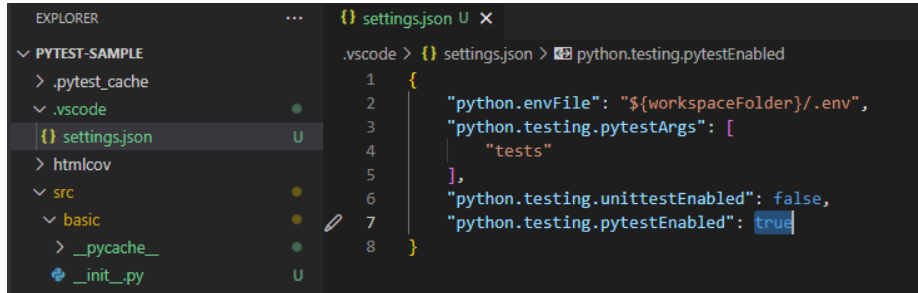 EXPLORER
PYTEST-SAMPLE
.pytest_cache
.vscode
{} settings.json U
htmlcov
src
basic
__pycache__
__init__.py U
{} settings.json U
.vscode > {} settings.json > python.testing.pytestEnabled
1 {
2 "python.envFile": "${workspaceFolder}/.env",
3 "python.testing.pytestArgs": [
4 "tests"
5 ],
6 "python.testing.unittestEnabled": false,
7 "python.testing.pytestEnabled": true
8 }